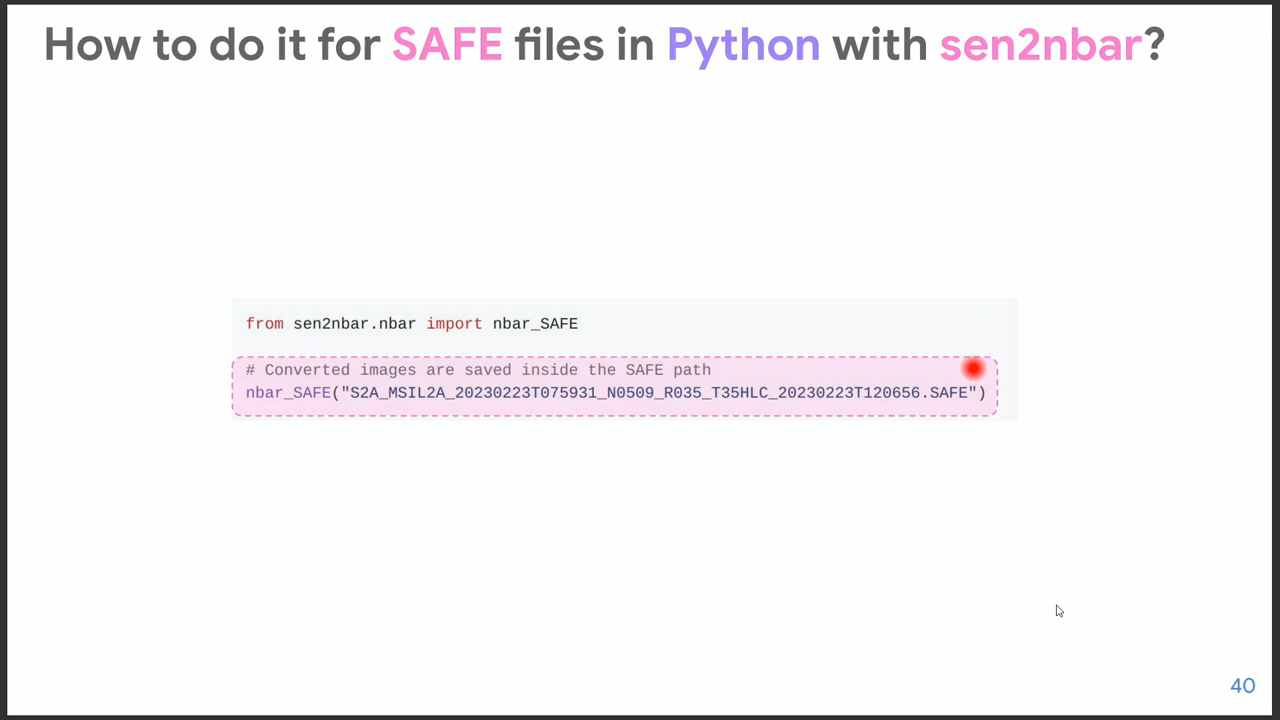 How to do it for SAFE files in Python with sen2nbar?
from sen2nbar.nbar import nbar_SAFE
# Converted images are saved inside the SAFE path
nbar_SAFE("S2A_MSIL2A_20230223T075931_N0509_R035_T35HLC_20230223T120656.SAFE")
40